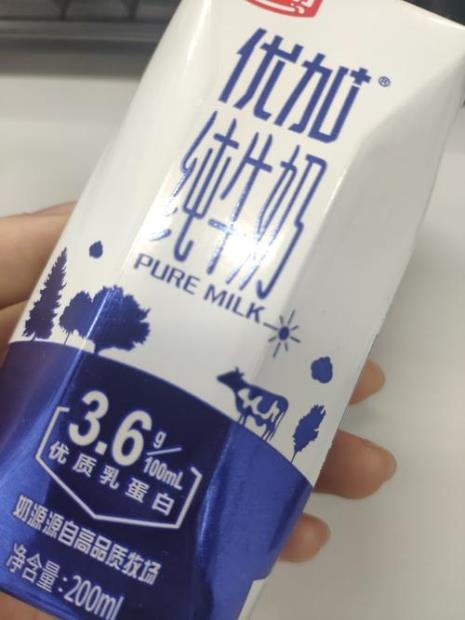 优加®
纯牛奶
PURE MILK
3.6g/100mL
优质乳蛋白
奶源源自高品质牧场
净含量:200ml